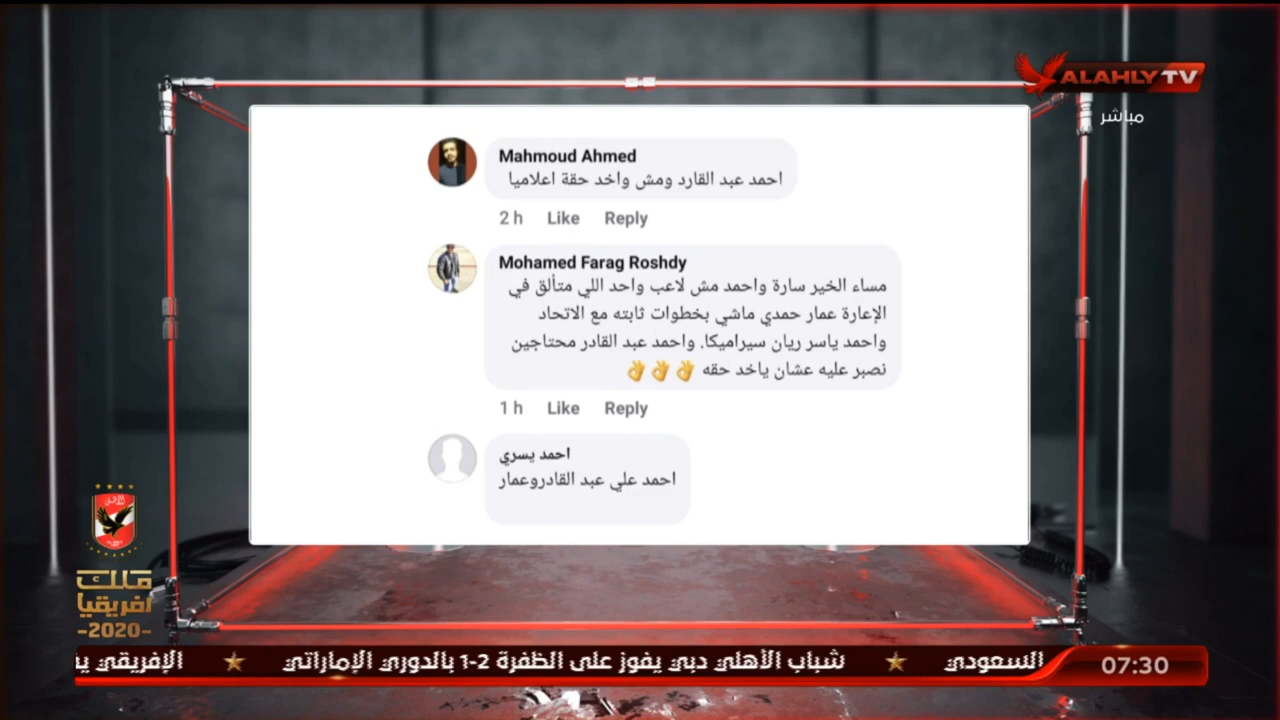 ALAHLY TV
مباشر
Mahmoud Ahmed
احمد عبد القارد ومش واخد حقة اعلاميا
2 h Like Reply
Mohamed Farag Roshdy
مساء الخير سارة واحمد مش لاعب واحد اللي متألق في
الإعارة عمار حمدي ماشي بخطوات ثابته مع الاتحاد
واحمد ياسر ريان سيراميكا. واحمد عبد القادر محتاجين
نصبر عليه عشان ياخد حقه 👌👌👌
1 h Like Reply
احمد يسري
احمد علي عبد القادروعمار
ملك
افريقيا
-2020-
السعودي ★ شباب الأهلي دبي يفوز على الظفرة 2-1 بالدوري الإماراتي ★ الإفريقي
07:30